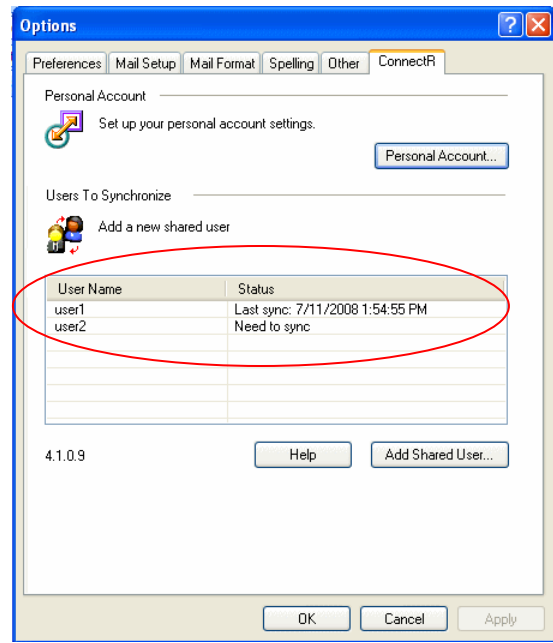 Options
Preferences Mail Setup Mail Format Spelling Other ConnectR
Personal Account
Set up your personal account settings.
Personal Account...
Users To Synchronize
Add a new shared user
User Name Status
user1 Last sync: 7/11/2008 1:54:55 PM
user2 Need to sync
4.1.0.9 Help Add Shared User...
OK Cancel Apply